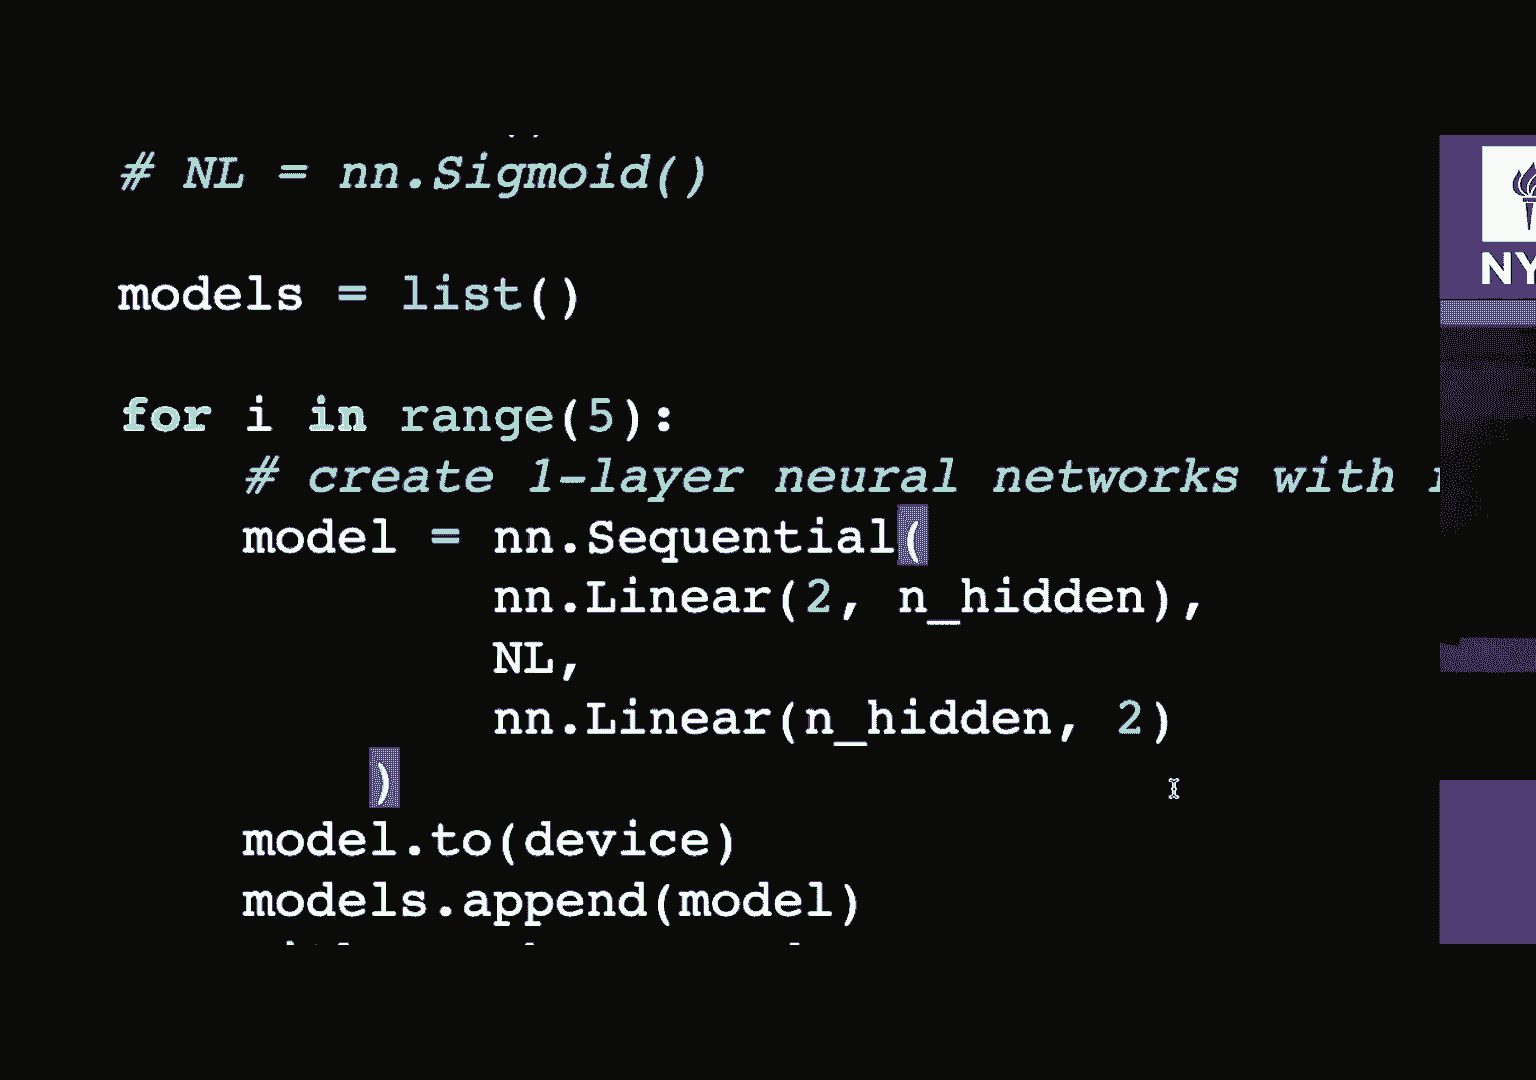 # NL = nn.Sigmoid()
models = list()
for i in range(5):
    # create 1-layer neural networks with
    model = nn.Sequential(
            nn.Linear(2, n_hidden),
            NL,
            nn.Linear(n_hidden, 2)
        )
    model.to(device)
    models.append(model)
NY